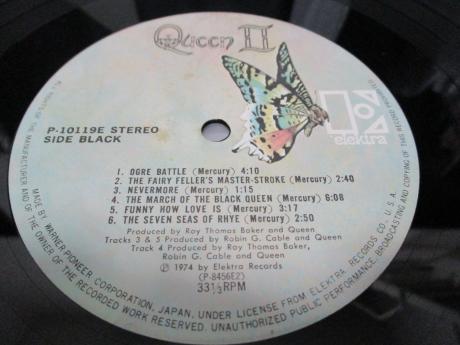 Queen II
P-10119E STEREO
SIDE BLACK
elektra
1. OGRE BATTLE (Mercury) 4:10
2. THE FAIRY FELLER'S MASTER-STROKE (Mercury) 2:40
3. NEVERMORE (Mercury) 1:15
4. THE MARCH OF THE BLACK QUEEN (Mercury) 6:08
5. FUNNY HOW LOVE IS (Mercury) 3:17
6. THE SEVEN SEAS OF RHYE (Mercury) 2:50
Produced by Roy Thomas Baker and Queen
Tracks 3 & 5 Produced by Robin G. Cable and Queen
Track 4 Produced by Roy Thomas Baker,
Robin G. Cable and Queen
Ⓟ 1974 by Elektra Records
(P-8456E2)
33⅓RPM
ALL RIGHTS OF THE MANUFACTURER AND OF THE OWNER OF THE RECORDED WORK RESERVED. UNAUTHORIZED PUBLIC PERFORMANCE, BROADCASTING AND COPYING OF THIS RECORD PROHIBITED
MADE BY WARNER-PIONEER CORPORATION, JAPAN, UNDER LICENSE FROM ELEKTRA RECORDS CO., U.S.A.